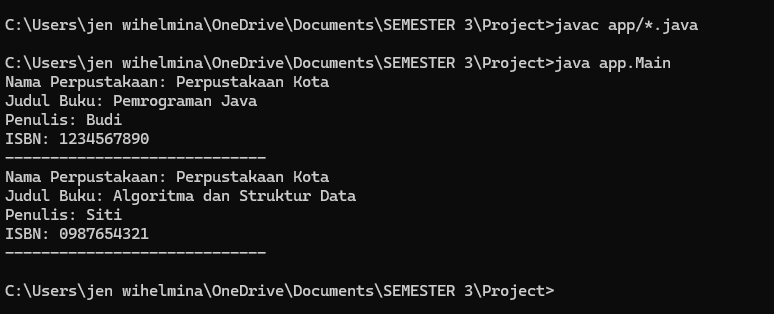 C:\Users\jen wihelmina\OneDrive\Documents\SEMESTER 3\Project>javac app/*.java
C:\Users\jen wihelmina\OneDrive\Documents\SEMESTER 3\Project>java app.Main
Nama Perpustakaan: Perpustakaan Kota
Judul Buku: Pemrograman Java
Penulis: Budi
ISBN: 1234567890
-----------------------------
Nama Perpustakaan: Perpustakaan Kota
Judul Buku: Algoritma dan Struktur Data
Penulis: Siti
ISBN: 0987654321
-----------------------------
C:\Users\jen wihelmina\OneDrive\Documents\SEMESTER 3\Project>